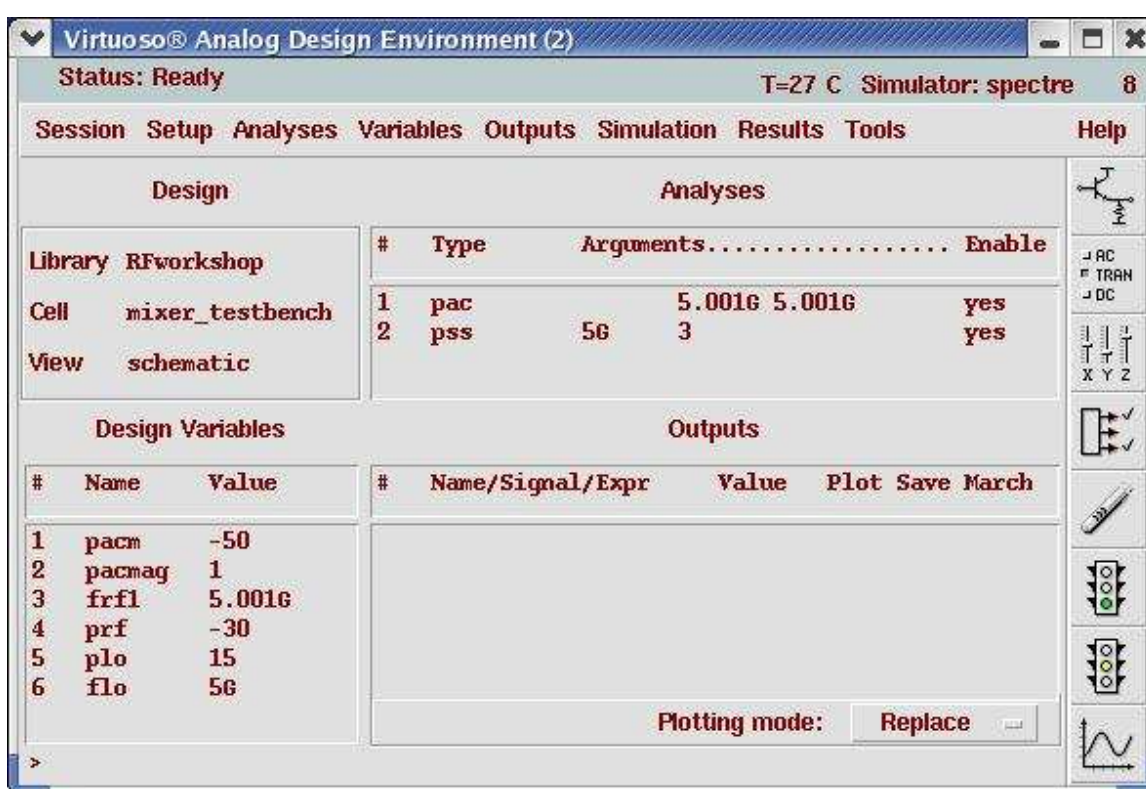 Virtuoso® Analog Design Environment (2)
Status: Ready T=27 C Simulator: spectre 8
Session Setup Analyses Variables Outputs Simulation Results Tools Help
Design
Analyses
Library RFworkshop
Cell mixer_testbench
View schematic
# Type Arguments................... Enable
1 pac 5.001G 5.001G yes
2 pss 5G 3 yes
AC
TRAN
DC
X Y Z
Design Variables
Outputs
# Name Value
# Name/Signal/Expr Value Plot Save March
1 pacm -50
2 pacmag 1
3 frf1 5.001G
4 prf -30
5 plo 15
6 flo 5G
Plotting mode: Replace
>